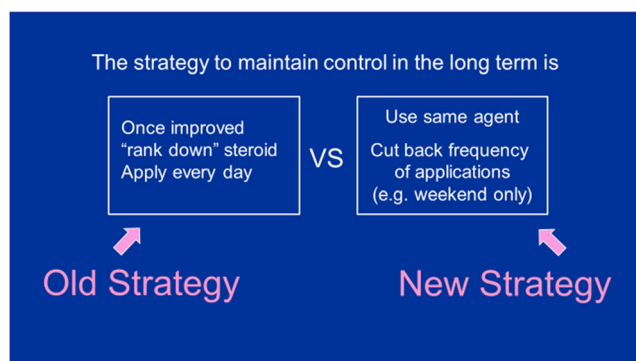 The strategy to maintain control in the long term is
Once improved
“rank down” steroid
Apply every day
VS
Use same agent
Cut back frequency
of applications
(e.g. weekend only)
Old Strategy
New Strategy